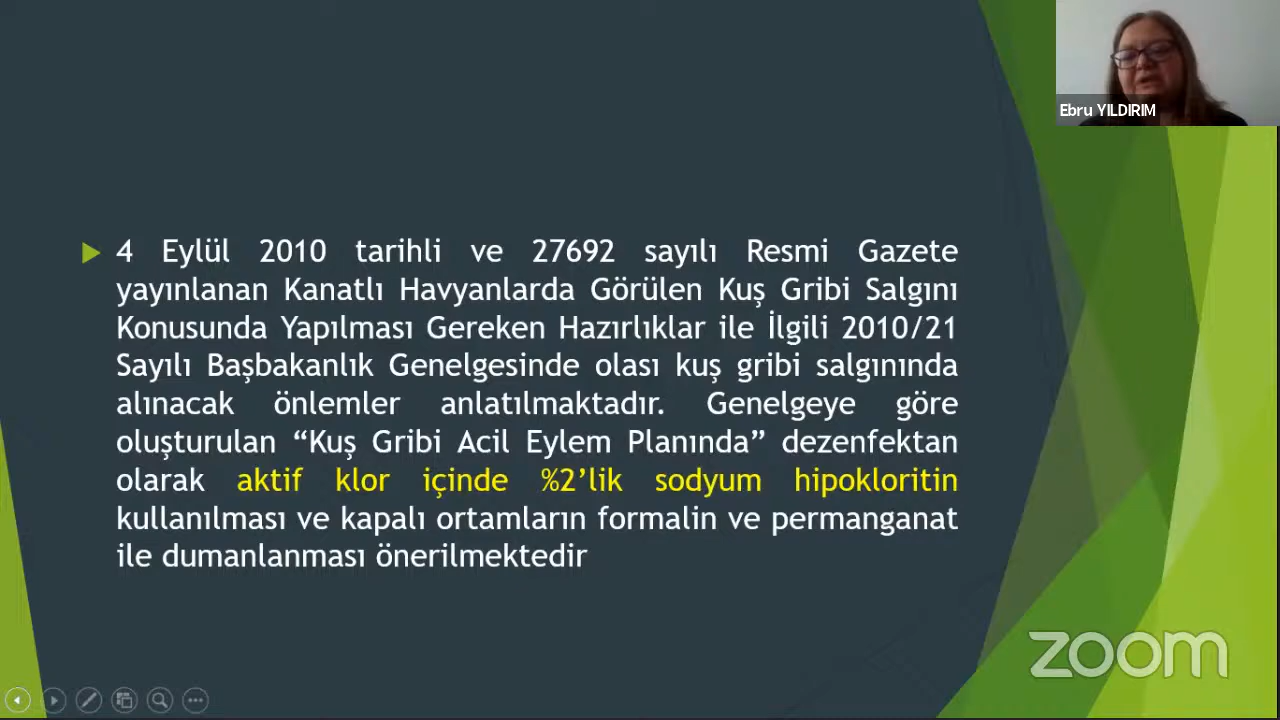 Ebru YILDIRIM
4 Eylül 2010 tarihli ve 27692 sayılı Resmi Gazete
yayınlanan Kanatlı Havyanlarda Görülen Kuş Gribi Salgını
Konusunda Yapılması Gereken Hazırlıklar ile İlgili 2010/21
Sayılı Başbakanlık Genelgesinde olası kuş gribi salgınında
alınacak önlemler anlatılmaktadır. Genelgeye göre
oluşturulan “Kuş Gribi Acil Eylem Planında” dezenfektan
olarak aktif klor içinde %2’lik sodyum hipokloritin
kullanılması ve kapalı ortamların formalin ve permanganat
ile dumanlanması önerilmektedir
zoom